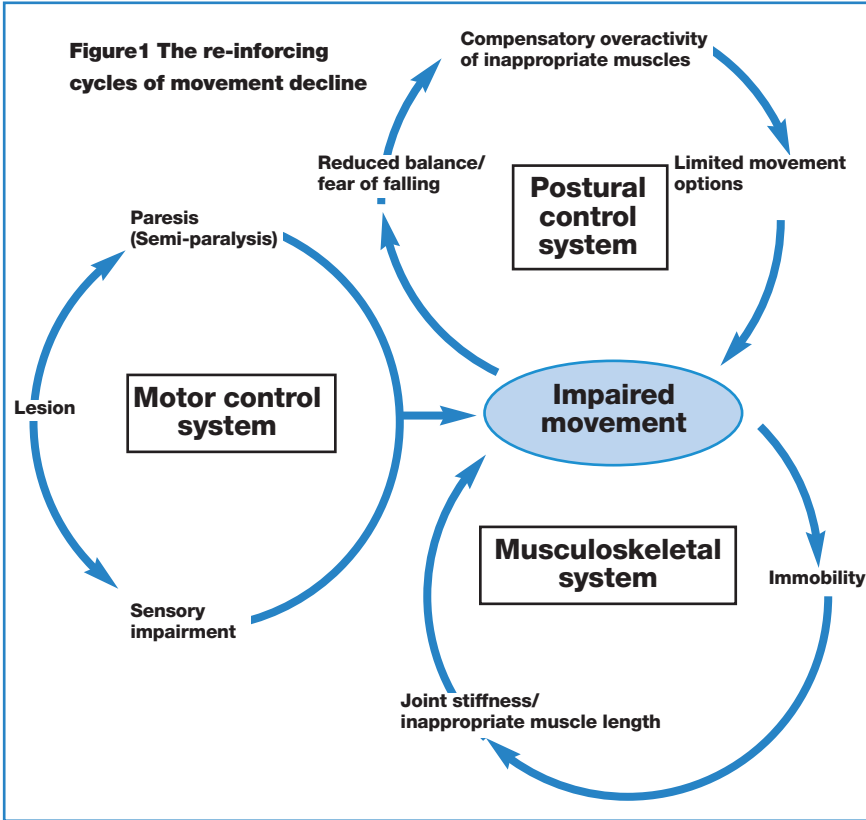 Figure1 The re-inforcing
cycles of movement decline
Compensatory overactivity
of inappropriate muscles
Reduced balance/
fear of falling
Postural
control
system
Limited movement
options
Paresis
(Semi-paralysis)
Lesion
Motor control
system
Impaired
movement
Sensory
impairment
Musculoskeletal
system
Immobility
Joint stiffness/
inappropriate muscle length